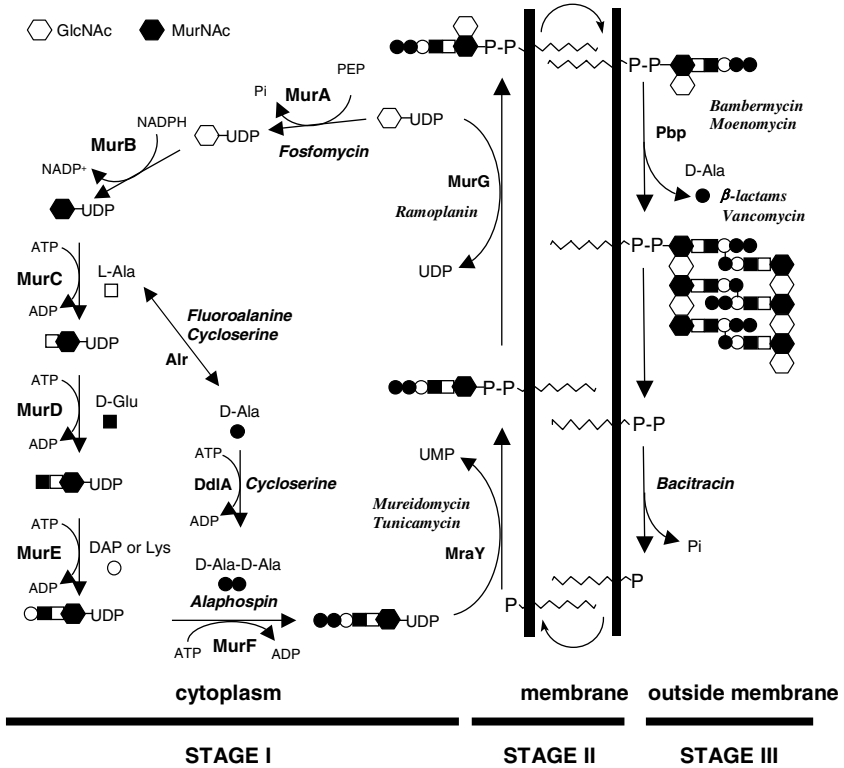 GlcNAc
MurNAc
P-P
P-P
PEP
Pi
MurA
UDP
UDP
Fosfomycin
NADPH
MurB
NADP+
UDP
Bambermycin
Moenomycin
Pbp
D-Ala
β-lactams
Vancomycin
MurG
Ramoplanin
UDP
P-P
ATP
MurC
ADP
L-Ala
UDP
Fluoroalanine
Cycloserine
Alr
P-P
ATP
MurD
ADP
D-Glu
UDP
D-Ala
ATP
DdlA
Cycloserine
ADP
P-P
UMP
Mureidomycin
Tunicamycin
MraY
Bacitracin
Pi
ATP
MurE
ADP
DAP or Lys
UDP
D-Ala-D-Ala
Alaphospin
ATP
MurF
ADP
UDP
P
P
cytoplasm
membrane
outside membrane
STAGE I
STAGE II
STAGE III